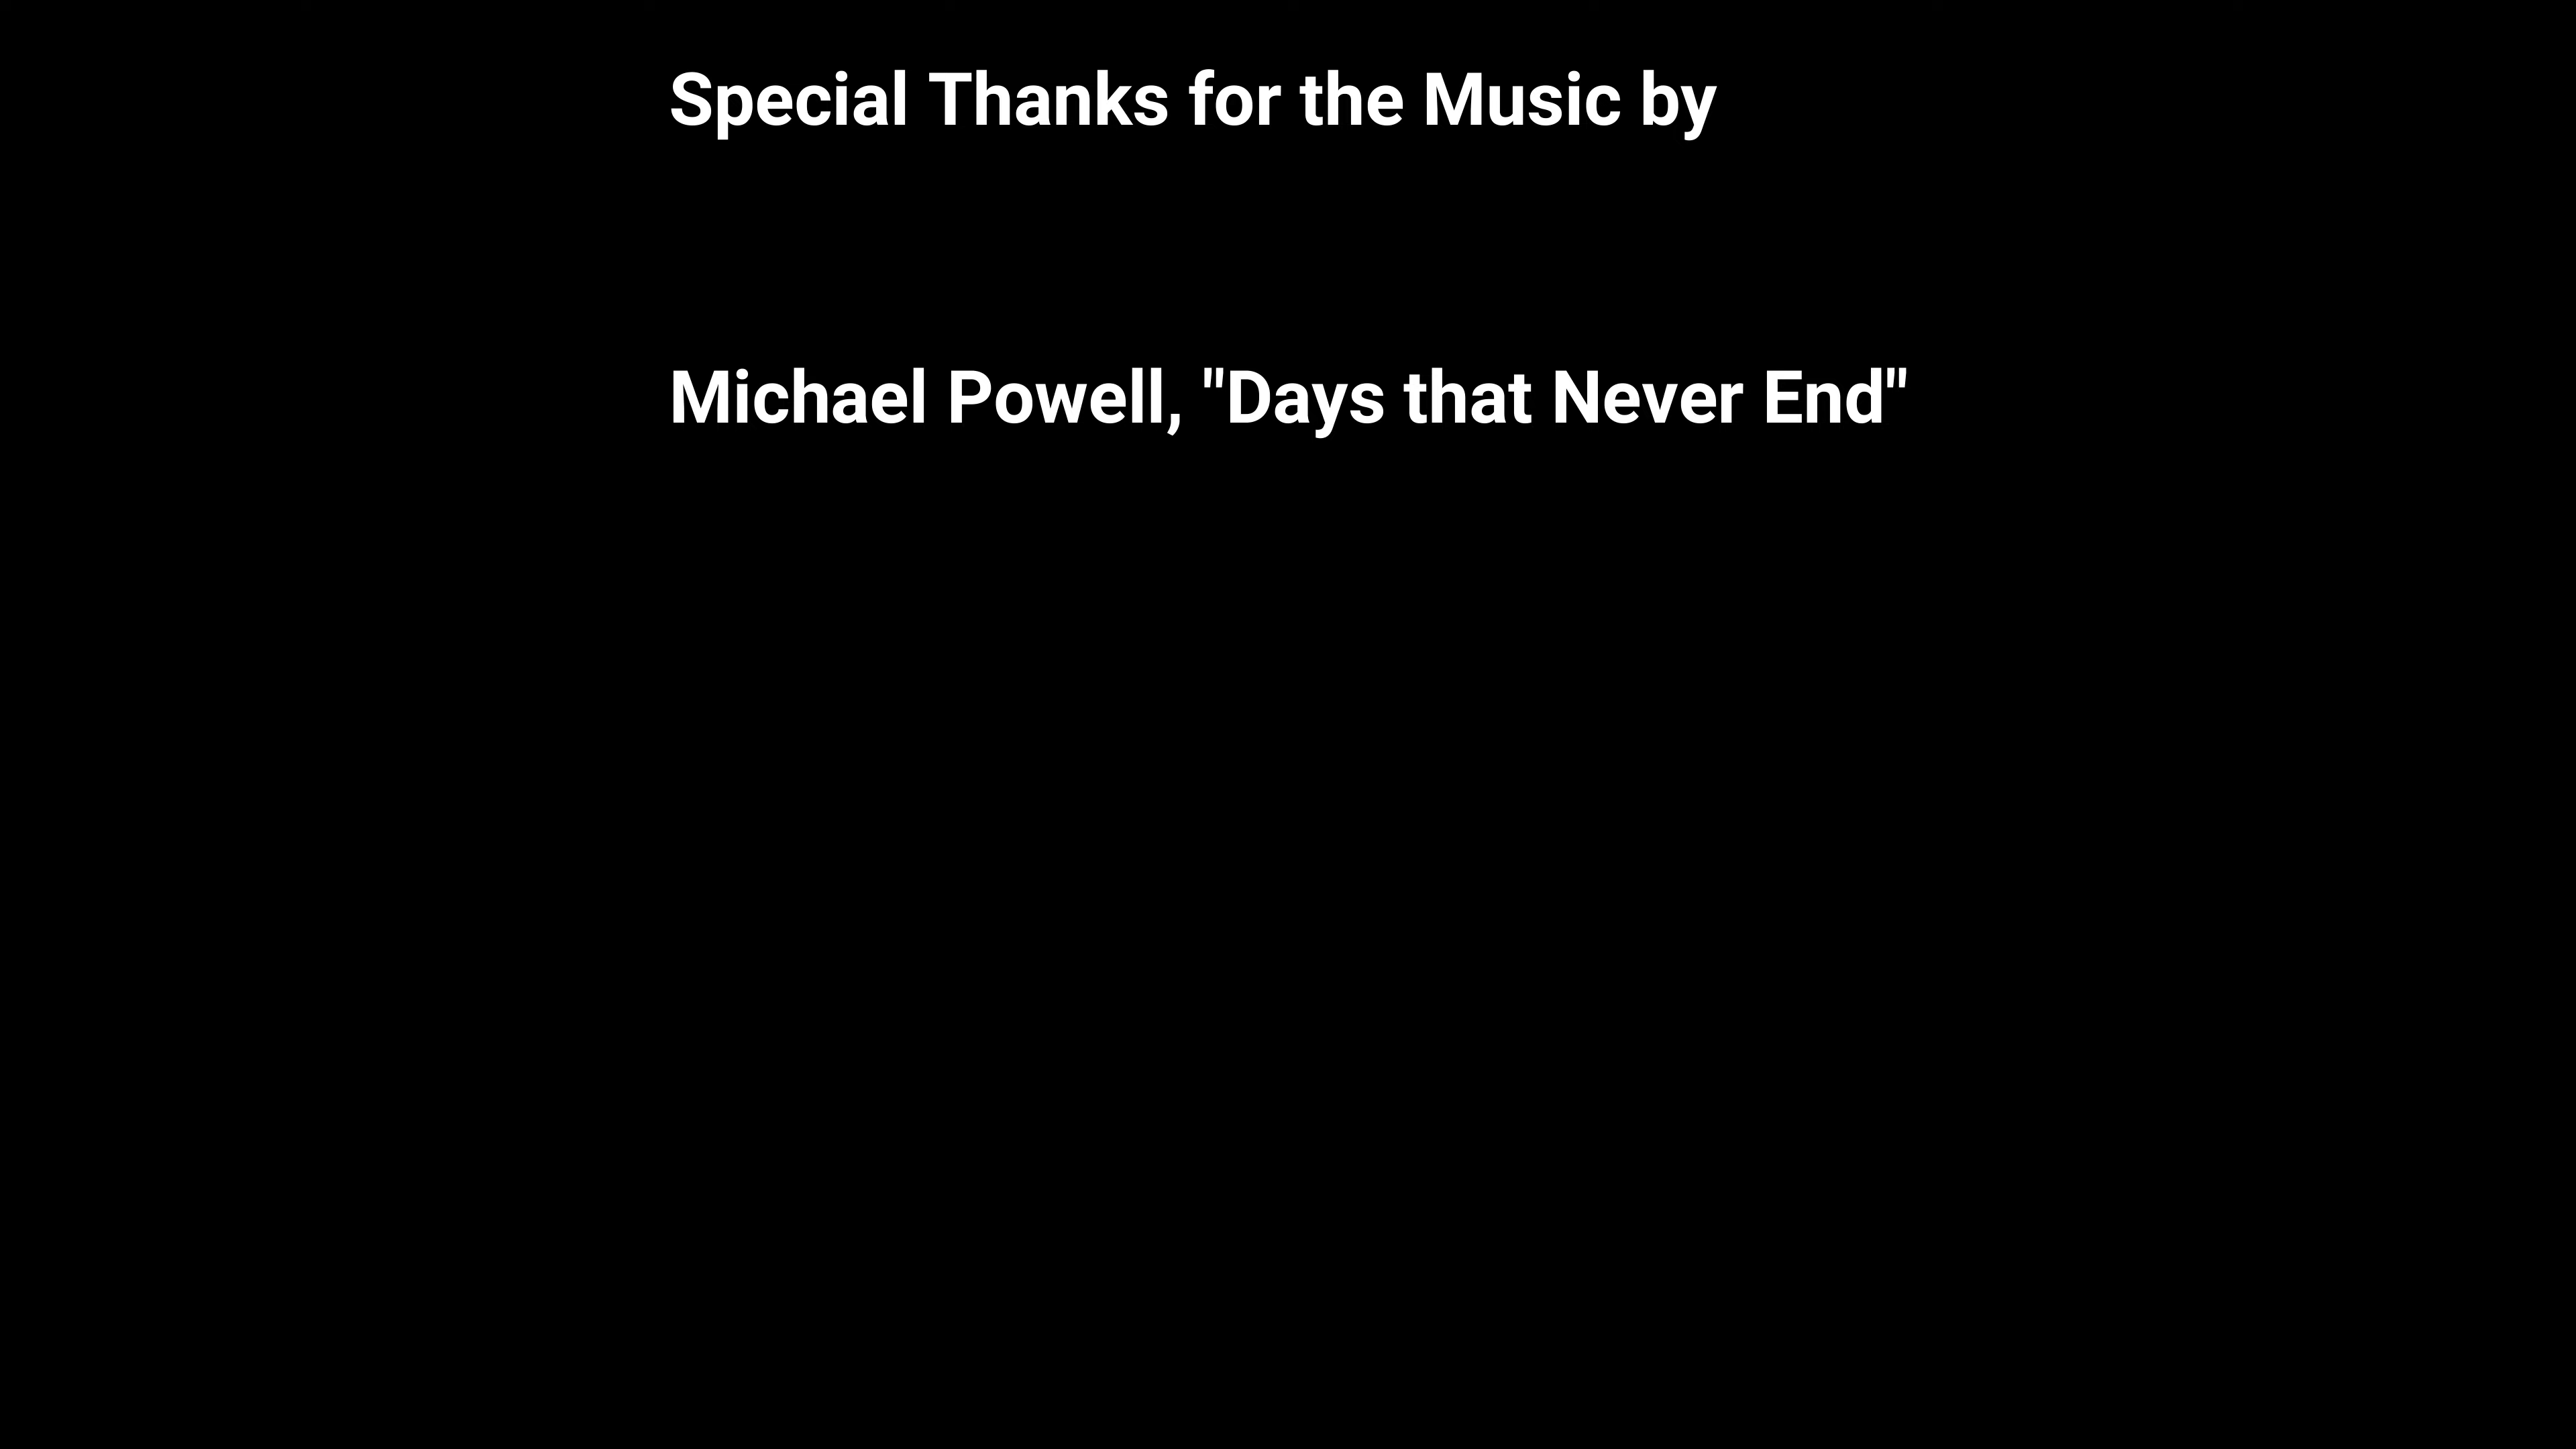 Special Thanks for the Music by
Michael Powell, "Days that Never End"